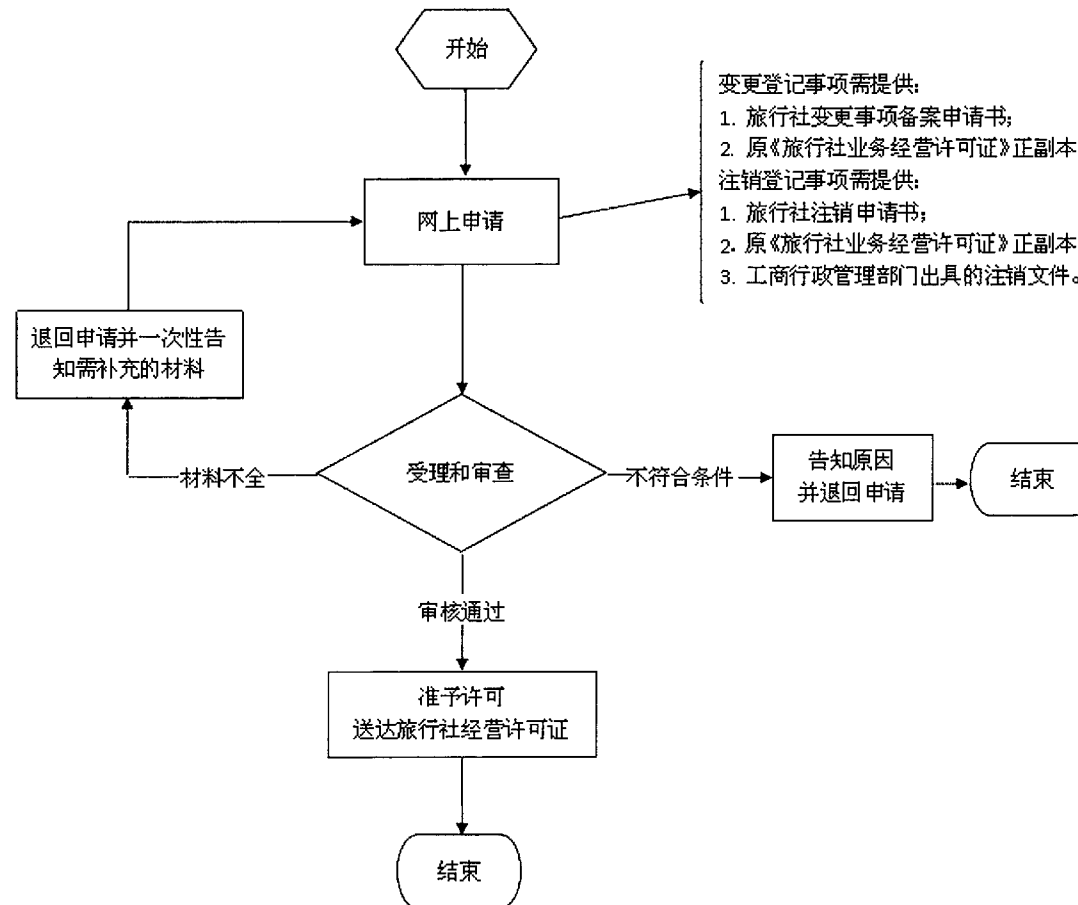 开始
变更登记事项需提供:
1. 旅行社变更事项备案申请书;
2. 原《旅行社业务经营许可证》正副本
注销登记事项需提供:
1. 旅行社注销申请书;
2. 原《旅行社业务经营许可证》正副本
3. 工商行政管理部门出具的注销文件。
网上申请
退回申请并一次性告
知需补充的材料
材料不全
受理和审查
不符合条件
告知原因
并退回申请
结束
审核通过
准予许可
送达旅行社经营许可证
结束